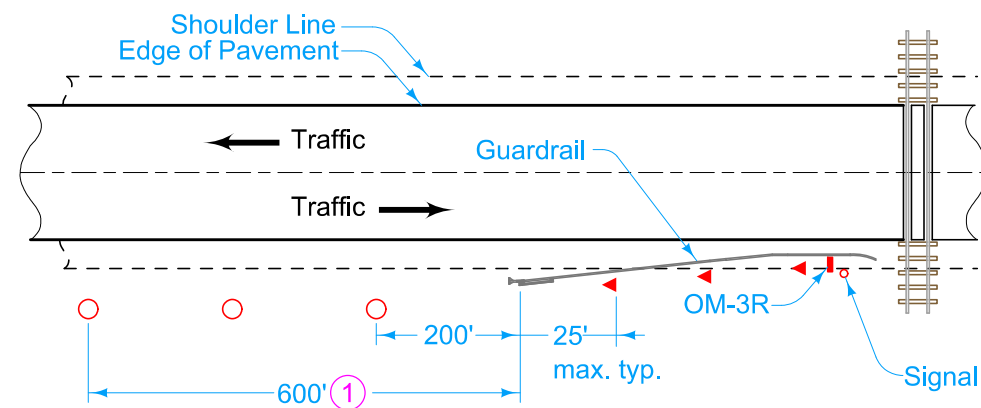 Shoulder Line
Edge of Pavement
Traffic
Guardrail
Traffic
OM-3R
200'
25'
max. typ.
Signal
600' 1